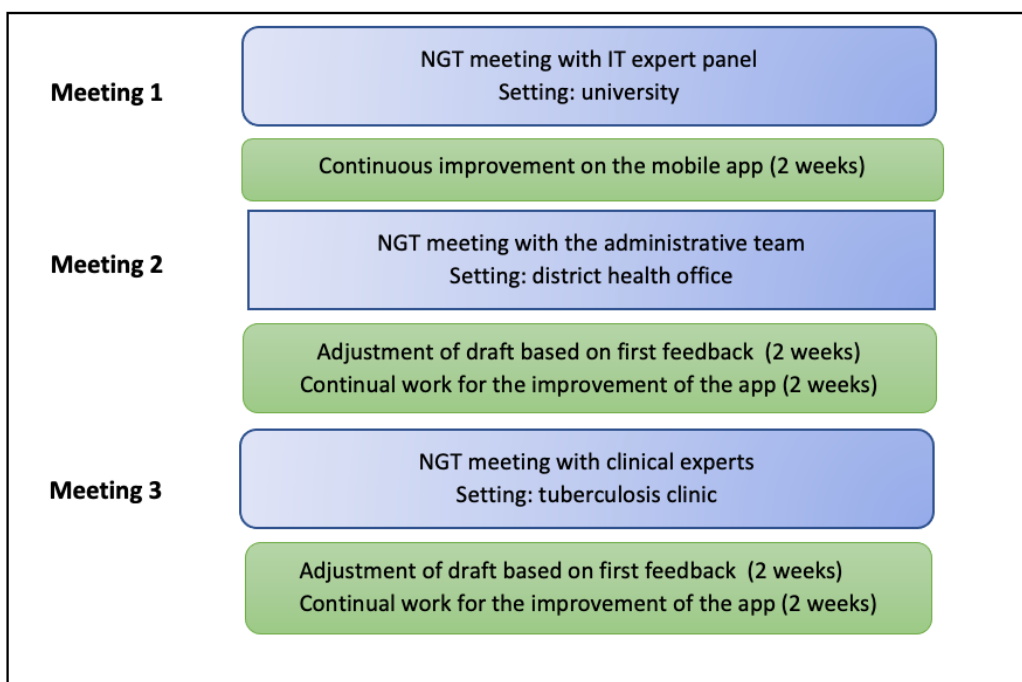 Meeting 1
NGT meeting with IT expert panel
Setting: university
Continuous improvement on the mobile app (2 weeks)
Meeting 2
NGT meeting with the administrative team
Setting: district health office
Adjustment of draft based on first feedback  (2 weeks)
Continual work for the improvement of the app (2 weeks)
Meeting 3
NGT meeting with clinical experts
Setting: tuberculosis clinic
Adjustment of draft based on first feedback  (2 weeks)
Continual work for the improvement of the app (2 weeks)